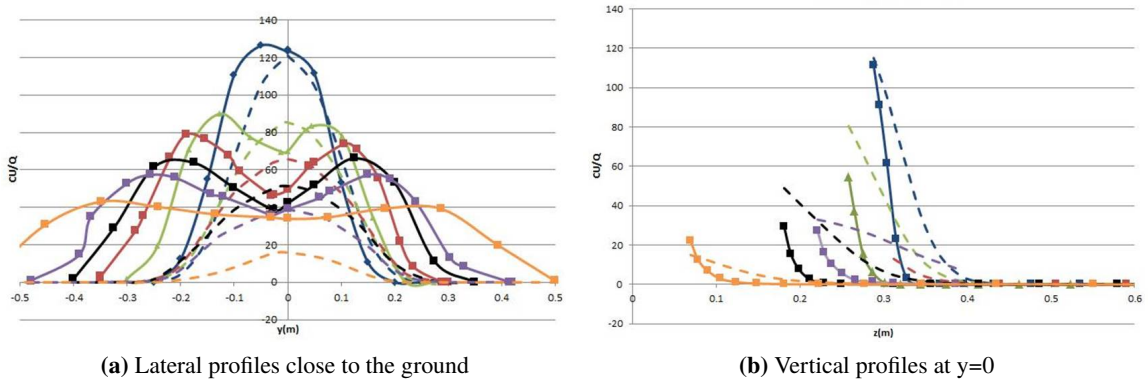 140
120
100
80
60
40
20
0
-20
cu/Q
-0.5 -0.4 -0.3 -0.2 -0.1 0 0.1 0.2 0.3 0.4 0.5
y(m)
(a) Lateral profiles close to the ground
140
120
100
80
60
40
20
0
-20
cu/Q
0 0.1 0.2 0.3 0.4 0.5 0.6
z(m)
(b) Vertical profiles at y=0